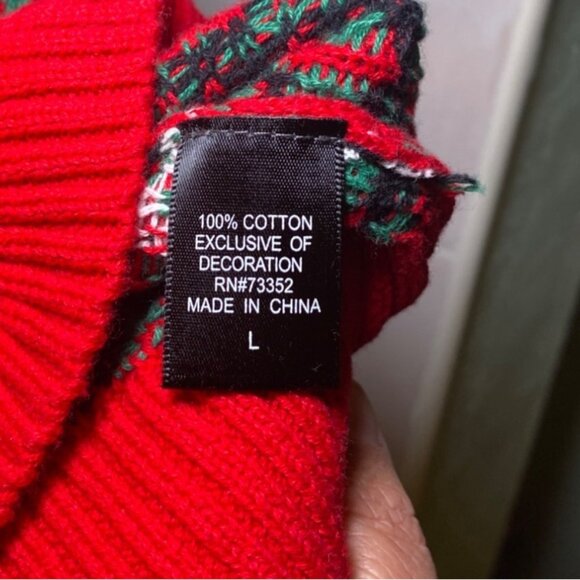 100% COTTON
EXCLUSIVE OF
DECORATION
RN#73352
MADE IN CHINA
L